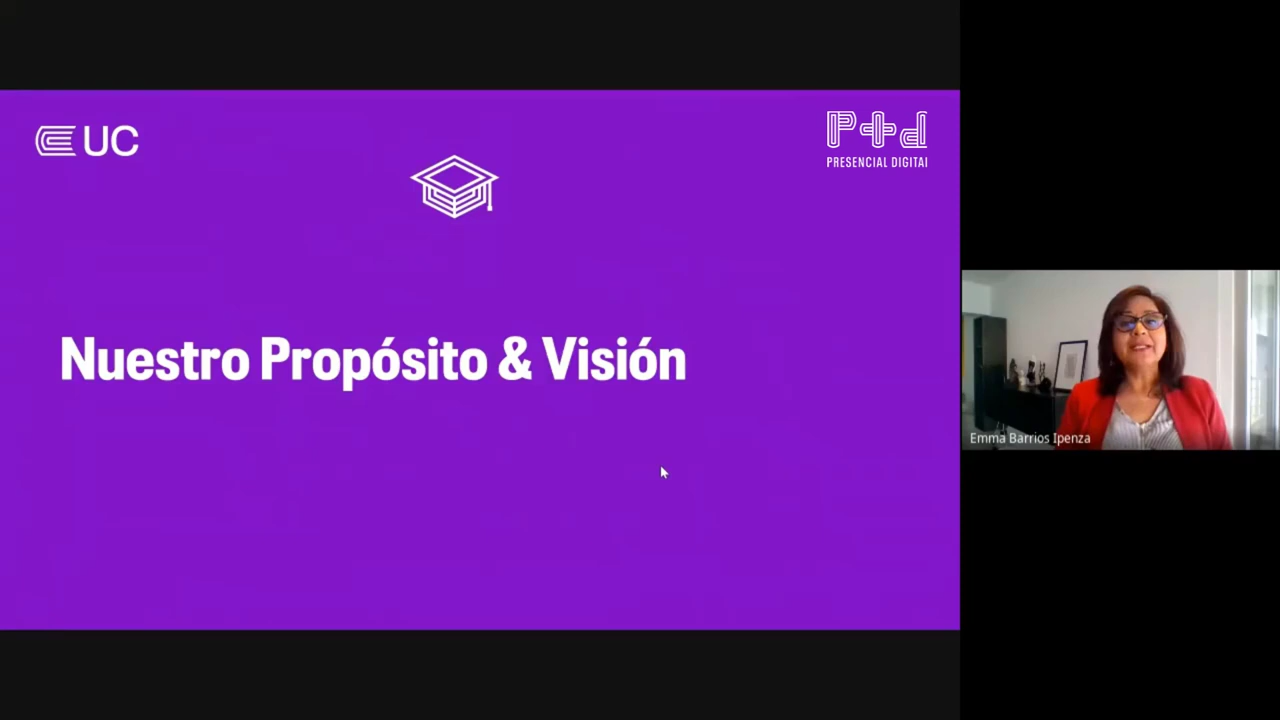 UC
P+d
PRESENCIAL DIGITAL
Nuestro Propósito & Visión
Emma Barrios Ipenza